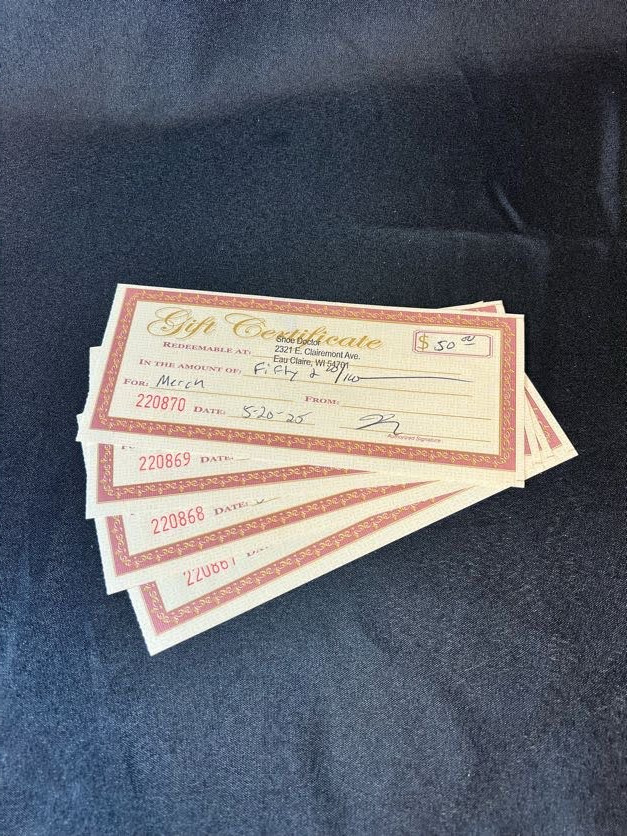 Gift Certificate
$ 50 00
REDEEMABLE AT: Shoe Doctor
2321 E. Clairemont Ave.
Eau Claire, WI 54701
IN THE AMOUNT OF: Fifty & 00/100
FOR: Merch FROM:
220870 DATE: 5-20-25
Authorized Signature
220869 DATE:
220868 DATE:
220867